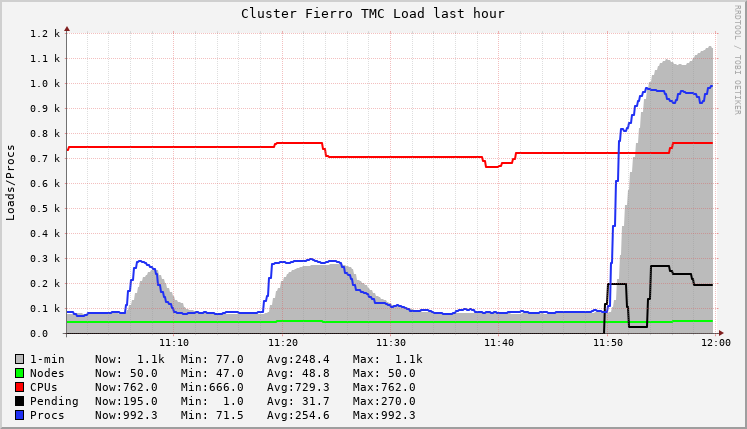 Cluster Fierro TMC Load last hour
RRDTOOL / TOBI OETIKER
Loads/Procs
1.2 k
1.1 k
1.0 k
0.9 k
0.8 k
0.7 k
0.6 k
0.5 k
0.4 k
0.3 k
0.2 k
0.1 k
0.0
11:10 11:20 11:30 11:40 11:50 12:00
1-min Now: 1.1k Min: 77.0 Avg:248.4 Max: 1.1k
Nodes Now: 50.0 Min: 47.0 Avg: 48.8 Max: 50.0
CPUs Now:762.0 Min:666.0 Avg:729.3 Max:762.0
Pending Now:195.0 Min: 1.0 Avg: 31.7 Max:270.0
Procs Now:992.3 Min: 71.5 Avg:254.6 Max:992.3